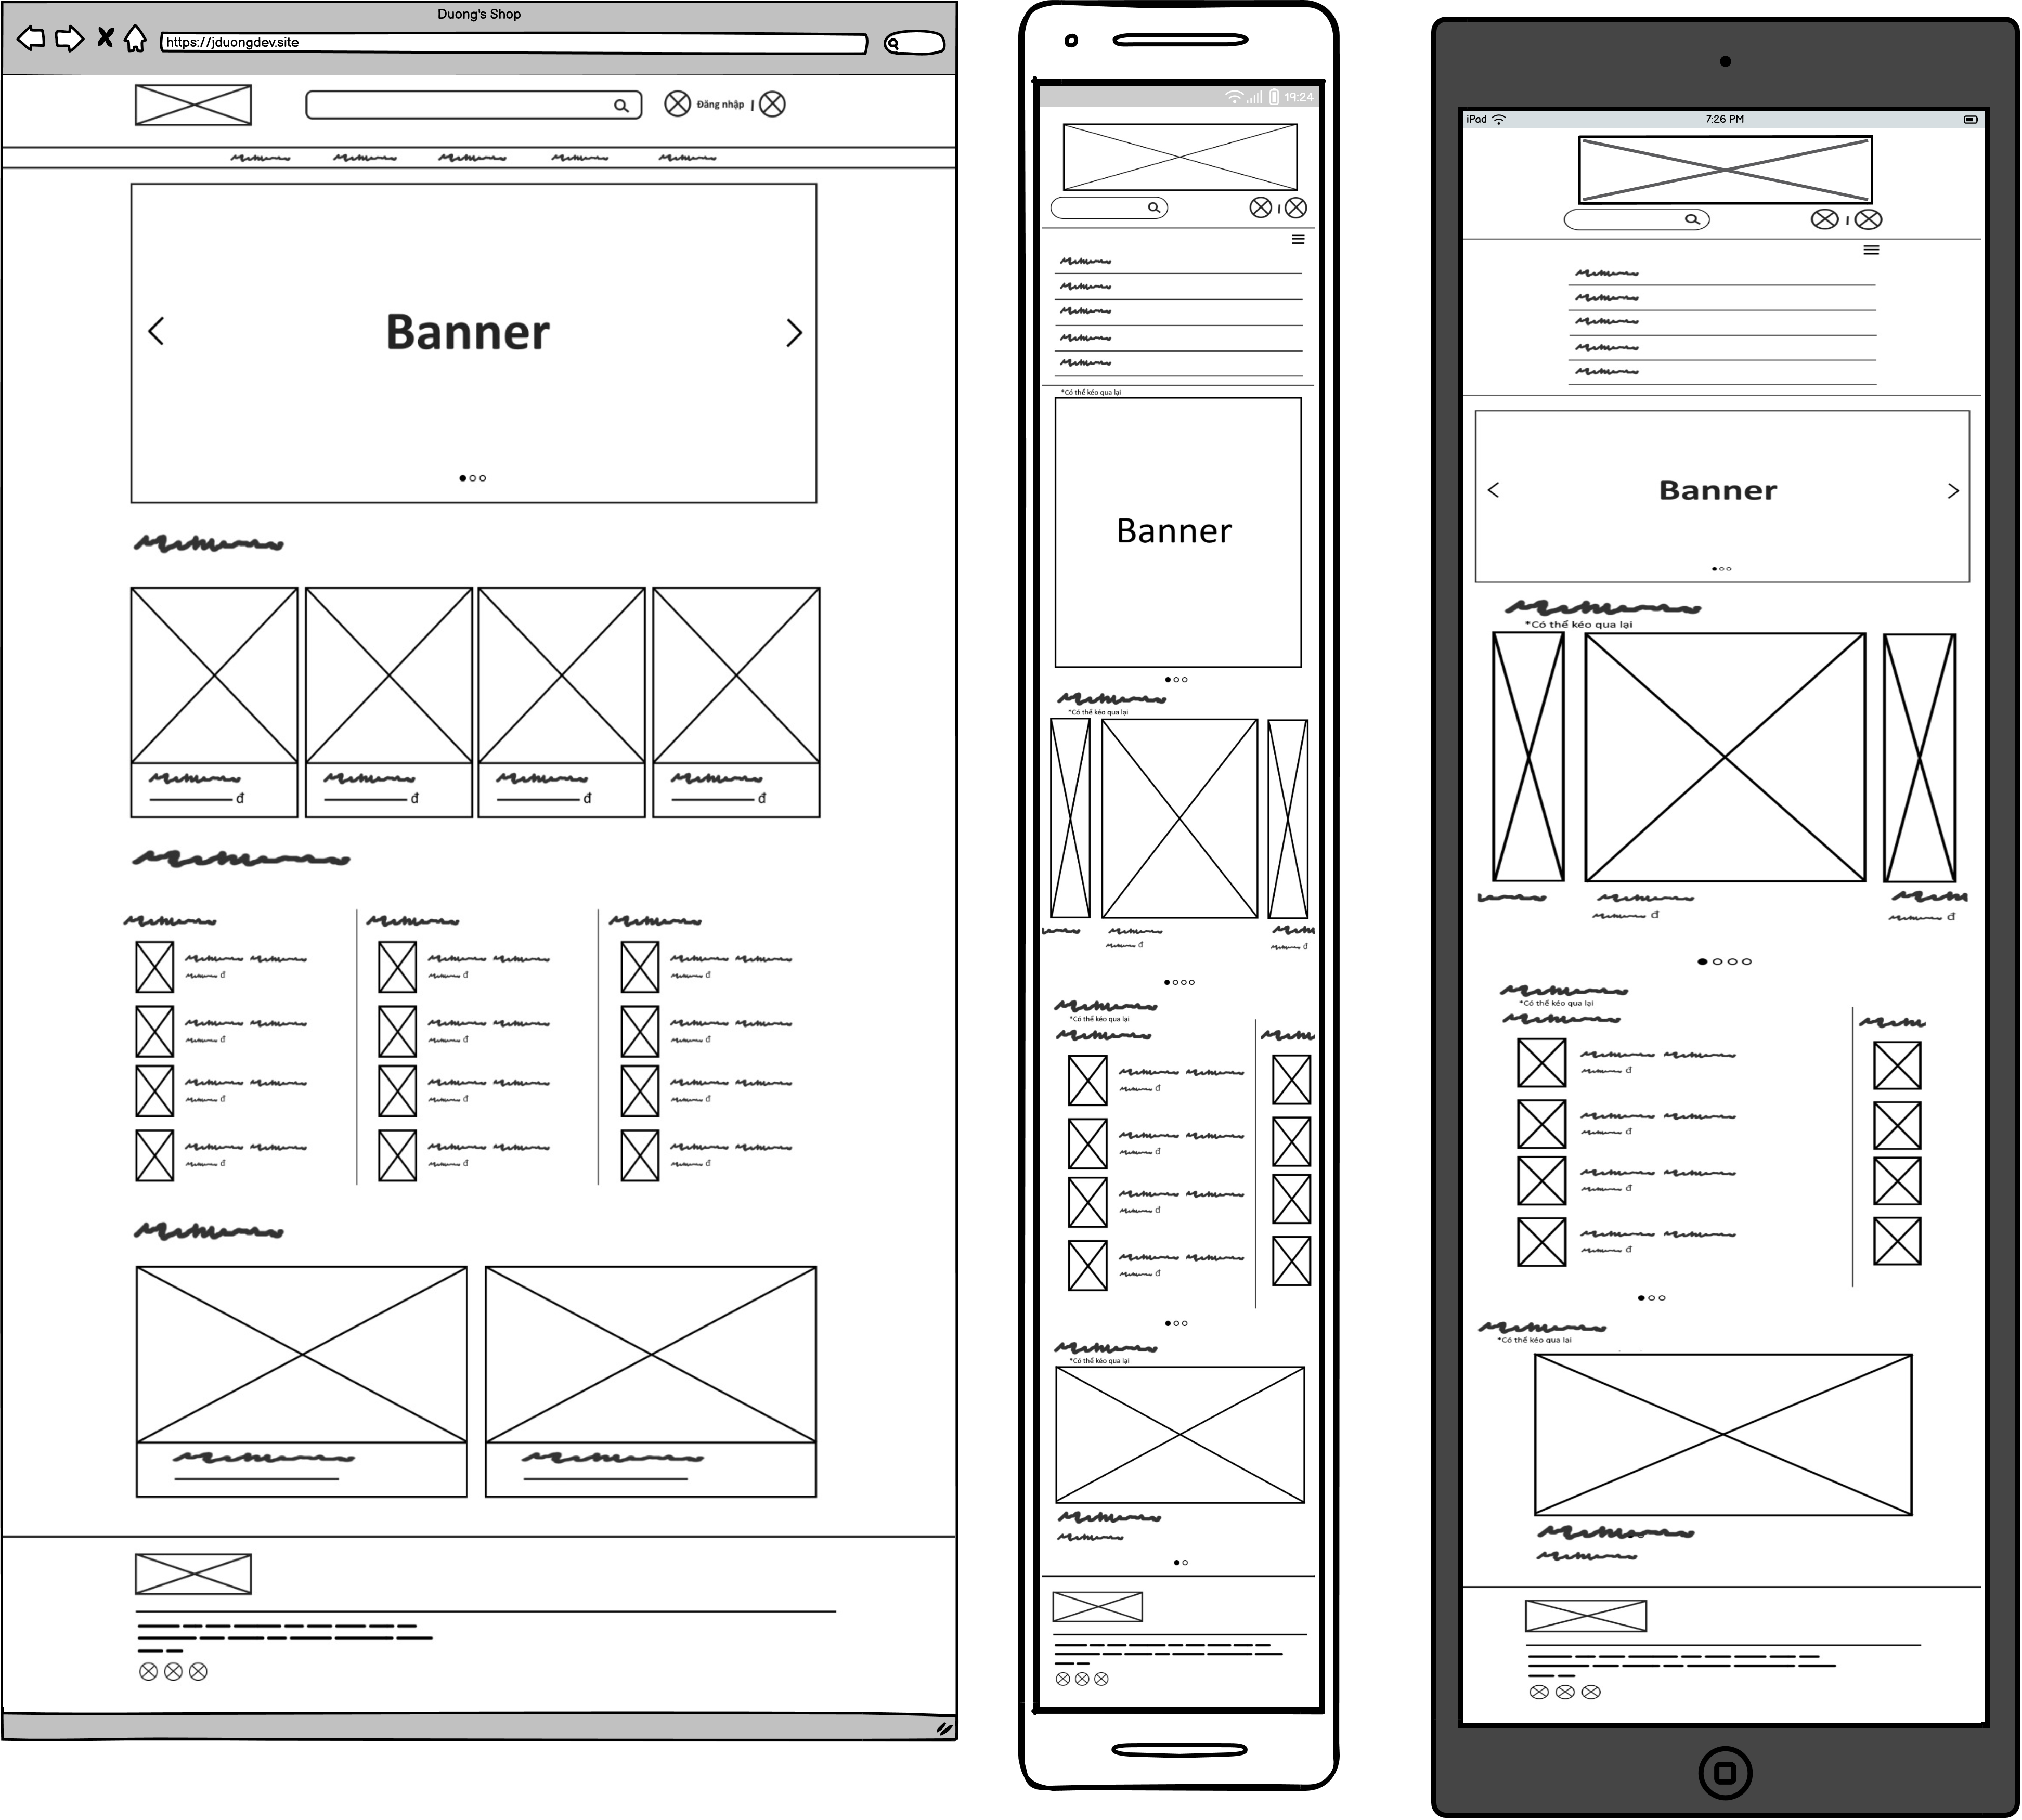 Duong's Shop
https://jduongdev.site
Đăng nhập |
Banner
đ đ đ đ
đ đ đ
đ đ đ
đ đ đ
đ đ đ
19:24
|
*Có thể kéo qua lại
Banner
*Có thể kéo qua lại
đ đ
*Có thể kéo qua lại
đ
đ
đ
đ
*Có thể kéo qua lại
iPad 7:26 PM
|
Banner
*Có thể kéo qua lại
đ đ
*Có thể kéo qua lại
đ
đ
đ
đ
*Có thể kéo qua lại